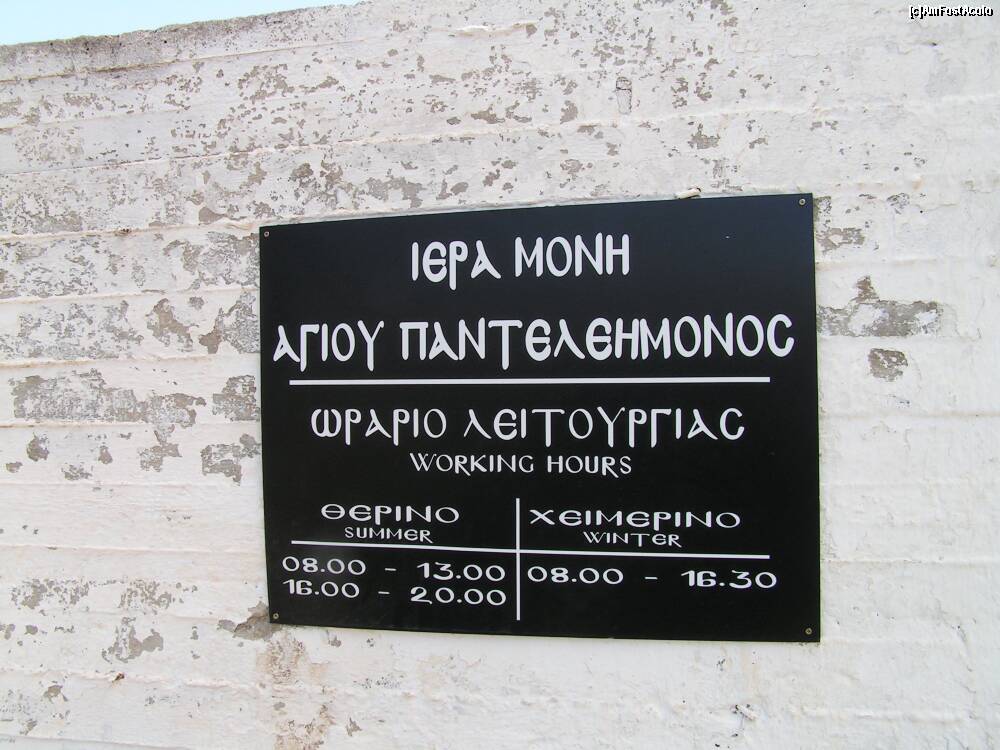 [c]AmFostAcolo
ΙΕΡΑ ΜΟΝΗ
ΑΓΙΟΥ ΠΑΝΤΕΛΕΗΜΟΝΟΣ
ΩΡΑΡΙΟ ΛΕΙΤΟΥΡΓΙΑΣ
WORKING HOURS
ΘΕΡΙΝΟ
SUMMER
08.00 - 13.00
16.00 - 20.00
ΧΕΙΜΕΡΙΝΟ
WINTER
08.00 - 16.30